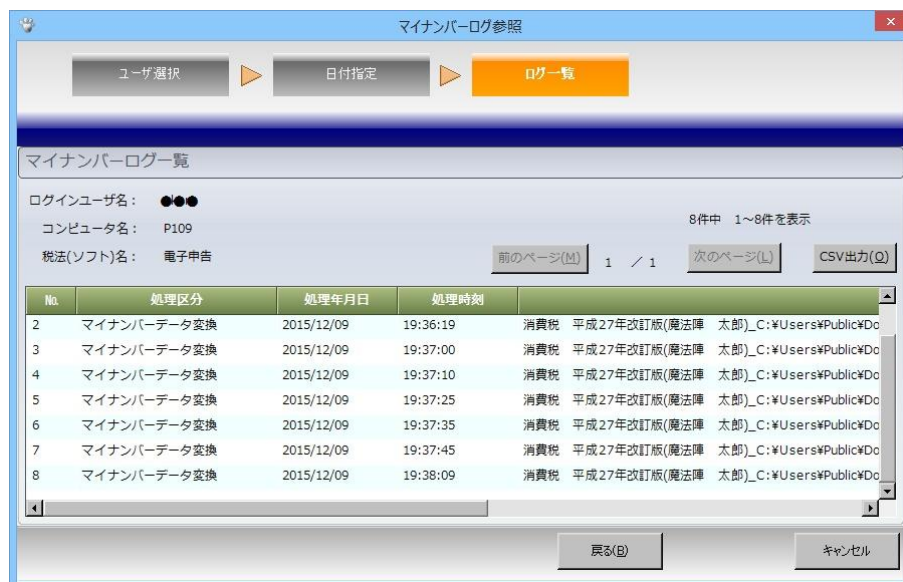 マイナンバーログ参照
ユーザ選択 日付指定 ログ一覧
マイナンバーログ一覧
ログインユーザ名：
8件中 1～8件を表示
コンピュータ名： P109
税法(ソフト)名： 電子申告 前のページ(M) 1 ／ 1 次のページ(L) CSV出力(O)
No. 処理区分 処理年月日 処理時刻
2 マイナンバーデータ変換 2015/12/09 19:36:19 消費税 平成27年改訂版(魔法陣 太郎)_C:¥Users¥Public¥Do
3 マイナンバーデータ変換 2015/12/09 19:37:00 消費税 平成27年改訂版(魔法陣 太郎)_C:¥Users¥Public¥Do
4 マイナンバーデータ変換 2015/12/09 19:37:10 消費税 平成27年改訂版(魔法陣 太郎)_C:¥Users¥Public¥Do
5 マイナンバーデータ変換 2015/12/09 19:37:25 消費税 平成27年改訂版(魔法陣 太郎)_C:¥Users¥Public¥Do
6 マイナンバーデータ変換 2015/12/09 19:37:35 消費税 平成27年改訂版(魔法陣 太郎)_C:¥Users¥Public¥Do
7 マイナンバーデータ変換 2015/12/09 19:37:45 消費税 平成27年改訂版(魔法陣 太郎)_C:¥Users¥Public¥Do
8 マイナンバーデータ変換 2015/12/09 19:38:09 消費税 平成27年改訂版(魔法陣 太郎)_C:¥Users¥Public¥Do
戻る(B) キャンセル